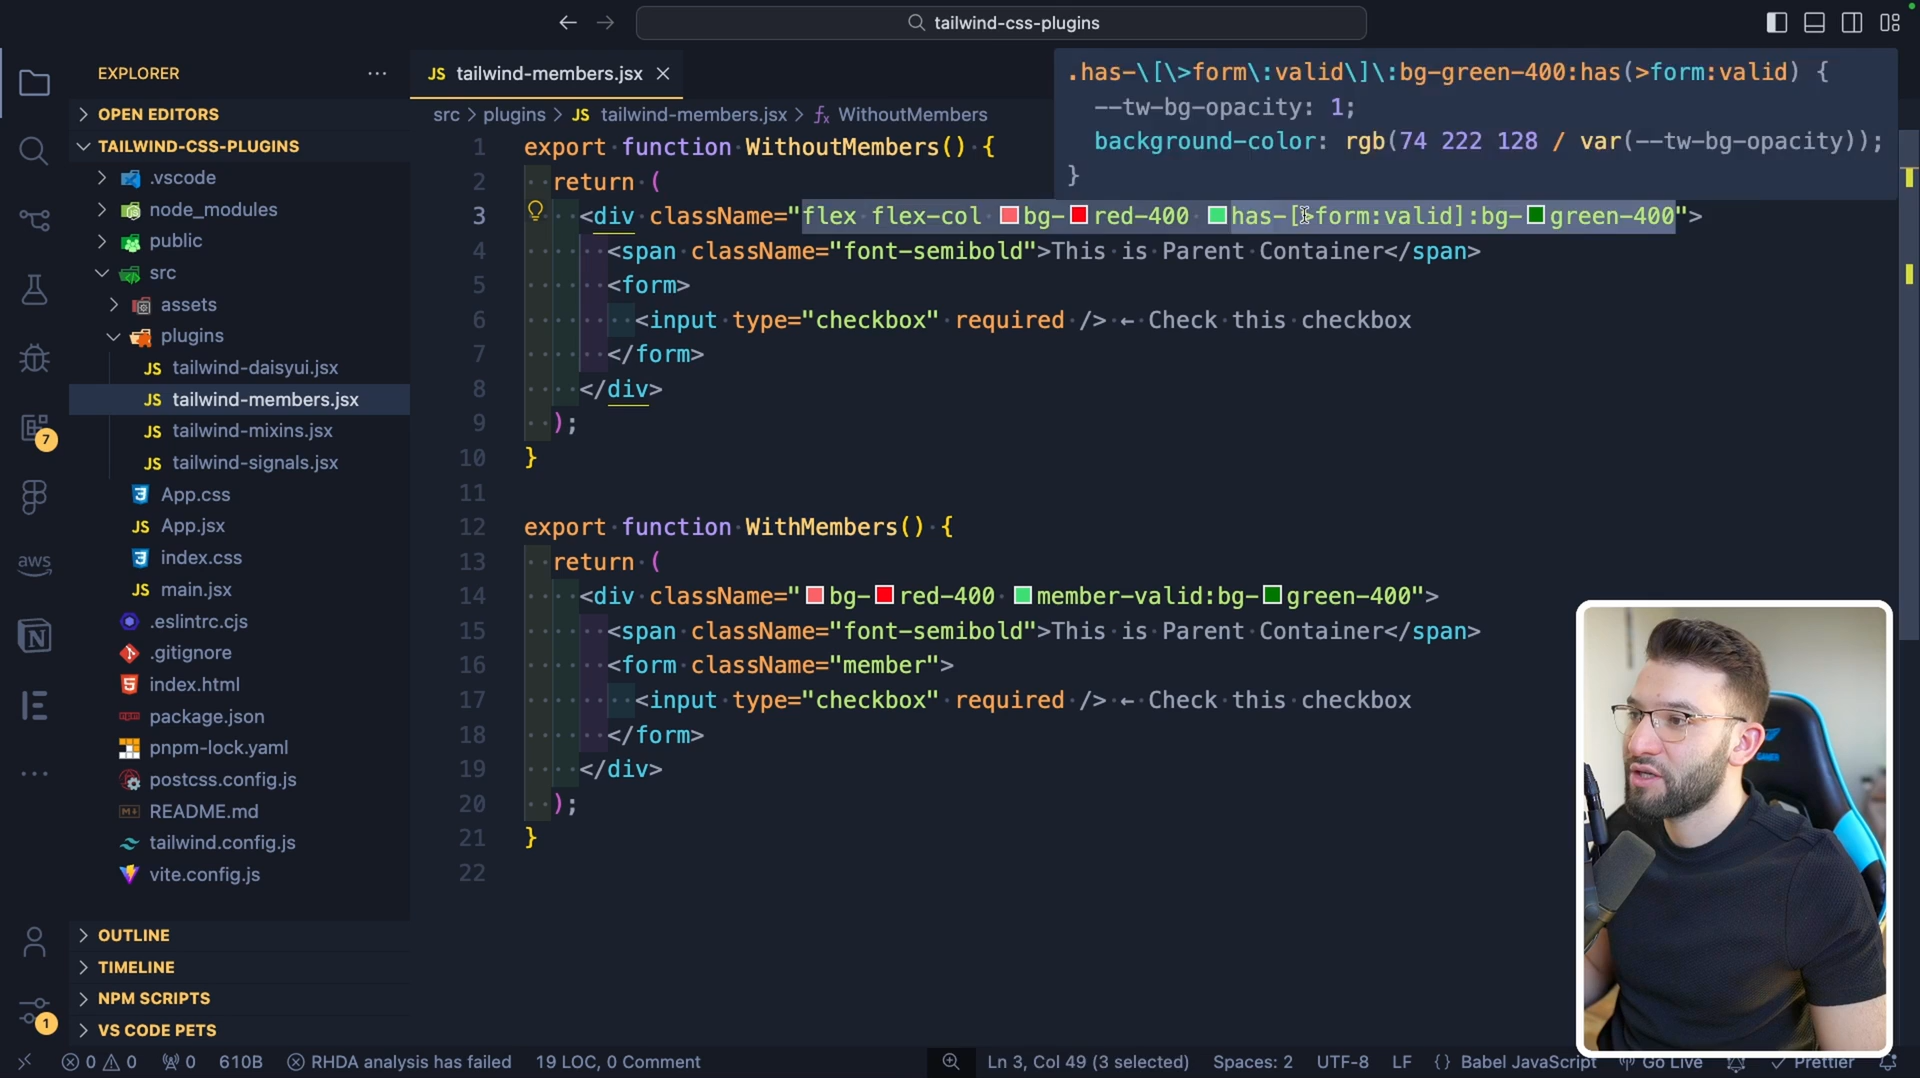 tailwind-css-plugins
EXPLORER
OPEN EDITORS
TAILWIND-CSS-PLUGINS
.vscode
node_modules
public
src
assets
plugins
JS tailwind-daisyui.jsx
JS tailwind-members.jsx
JS tailwind-mixins.jsx
JS tailwind-signals.jsx
App.css
JS App.jsx
index.css
JS main.jsx
.eslintrc.cjs
.gitignore
index.html
package.json
pnpm-lock.yaml
postcss.config.js
README.md
tailwind.config.js
vite.config.js
OUTLINE
TIMELINE
NPM SCRIPTS
VS CODE PETS
7
aws
1
JS tailwind-members.jsx
src > plugins > JS tailwind-members.jsx > WithoutMembers
.has-\[\>form\:valid\]\:bg-green-400:has(>form:valid) {
--tw-bg-opacity: 1;
background-color: rgb(74 222 128 / var(--tw-bg-opacity));
}
1 export function WithoutMembers() {
2 return (
3 <div className="flex flex-col bg-red-400 has-[>form:valid]:bg-green-400">
4 <span className="font-semibold">This is Parent Container</span>
5 <form>
6 <input type="checkbox" required /> ← Check this checkbox
7 </form>
8 </div>
9 );
10 }
11
12 export function WithMembers() {
13 return (
14 <div className="bg-red-400 member-valid:bg-green-400">
15 <span className="font-semibold">This is Parent Container</span>
16 <form className="member">
17 <input type="checkbox" required /> ← Check this checkbox
18 </form>
19 </div>
20 );
21 }
22
0 0 0 610B RHDA analysis has failed 19 LOC, 0 Comment Ln 3, Col 49 (3 selected) Spaces: 2 UTF-8 LF {} Babel JavaScript Go Live Prettier